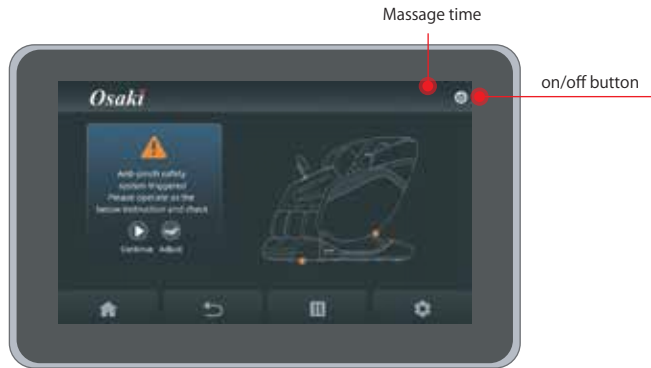 Massage time
on/off button
Osaki
Anti-pinch safety
system triggered
Please operate as the
below instruction and check
Continue Adjust